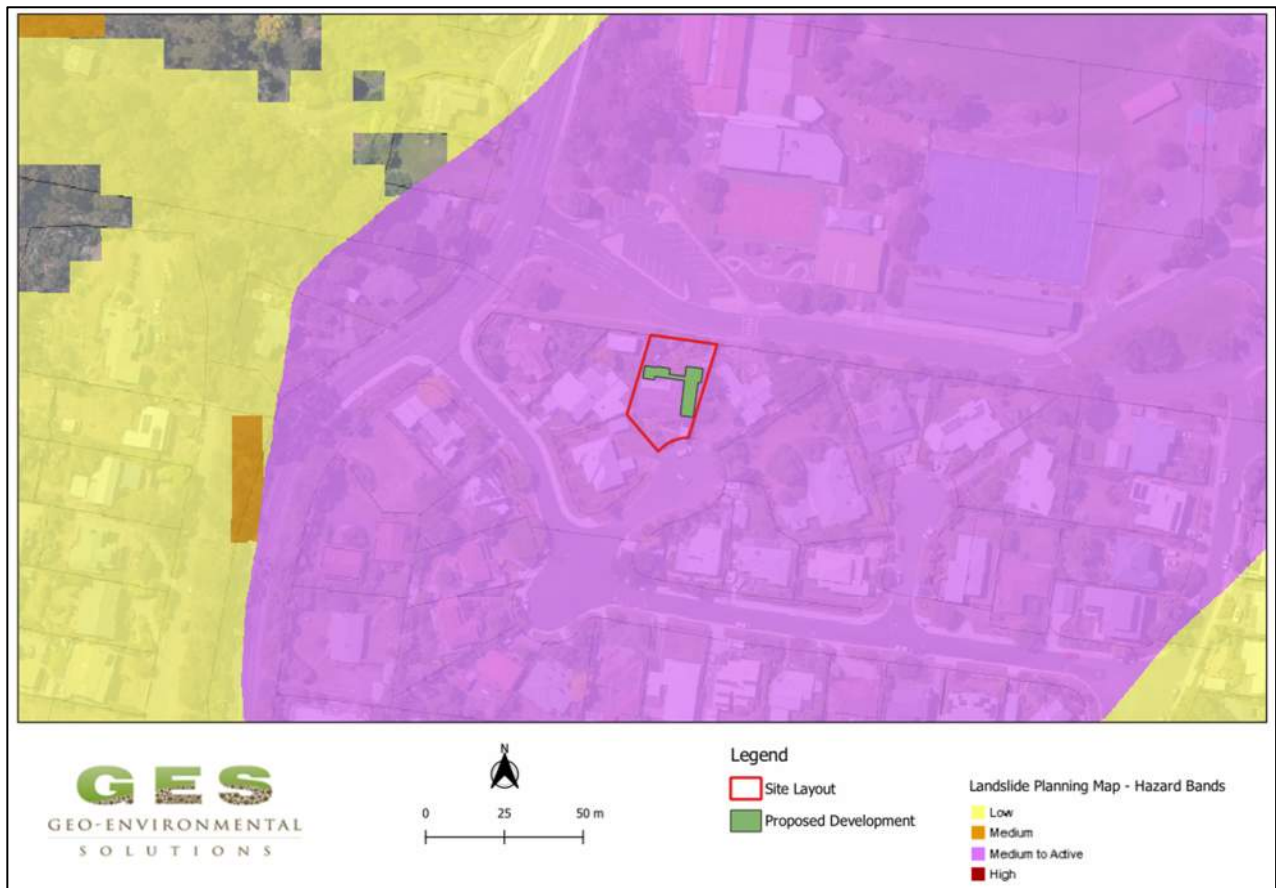 GES
GEO-ENVIRONMENTAL
SOLUTIONS
N
0 25 50 m
Legend
Site Layout
Proposed Development
Landslide Planning Map - Hazard Bands
Low
Medium
Medium to Active
High